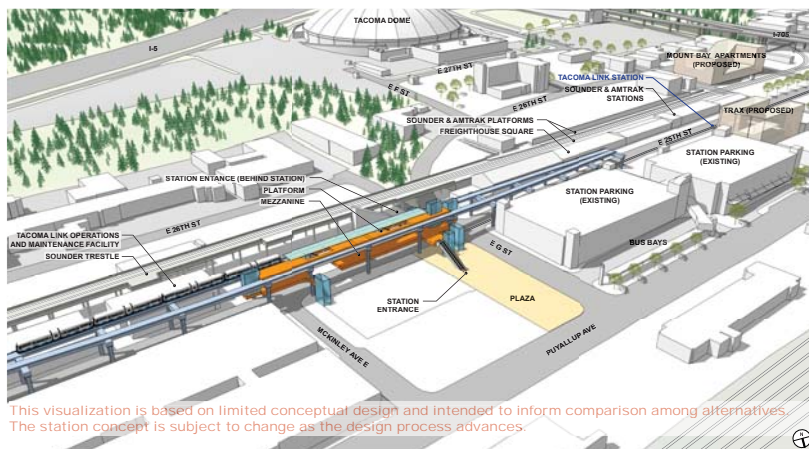 TACOMA DOME
I-5
I-705
E 27TH ST
MOUNT BAY APARTMENTS
(PROPOSED)
E F ST
TACOMA LINK STATION
SOUNDER & AMTRAK
STATIONS
E 26TH ST
TRAX (PROPOSED)
SOUNDER & AMTRAK PLATFORMS
FREIGHTHOUSE SQUARE
E 25TH ST
STATION PARKING
(EXISTING)
STATION ENTANCE (BEHIND STATION)
PLATFORM
MEZZANINE
STATION PARKING
(EXISTING)
E 26TH ST
TACOMA LINK OPERATIONS
AND MAINTENANCE FACILITY
SOUNDER TRESTLE
E G ST
BUS BAYS
STATION
ENTRANCE
PLAZA
MCKINLEY AVE E
PUYALLUP AVE
This visualization is based on limited conceptual design and intended to inform comparison among alternatives.
The station concept is subject to change as the design process advances.
N